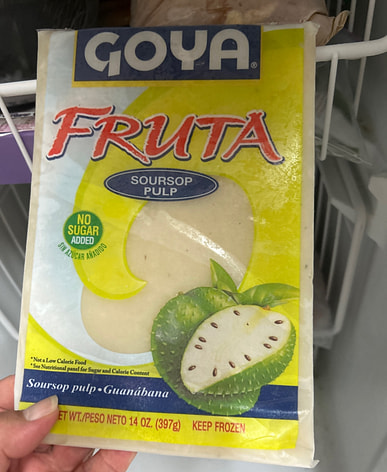 GOYA®
FRUTA
SOURSOP
PULP
NO
SUGAR
ADDED
SIN AZÚCAR AÑADIDO
*Not a Low Calorie Food
*See Nutritional panel for Sugar and Calorie Content
Soursop pulp • Guanábana
ET WT./PESO NETO 14 OZ. (397g) KEEP FROZEN